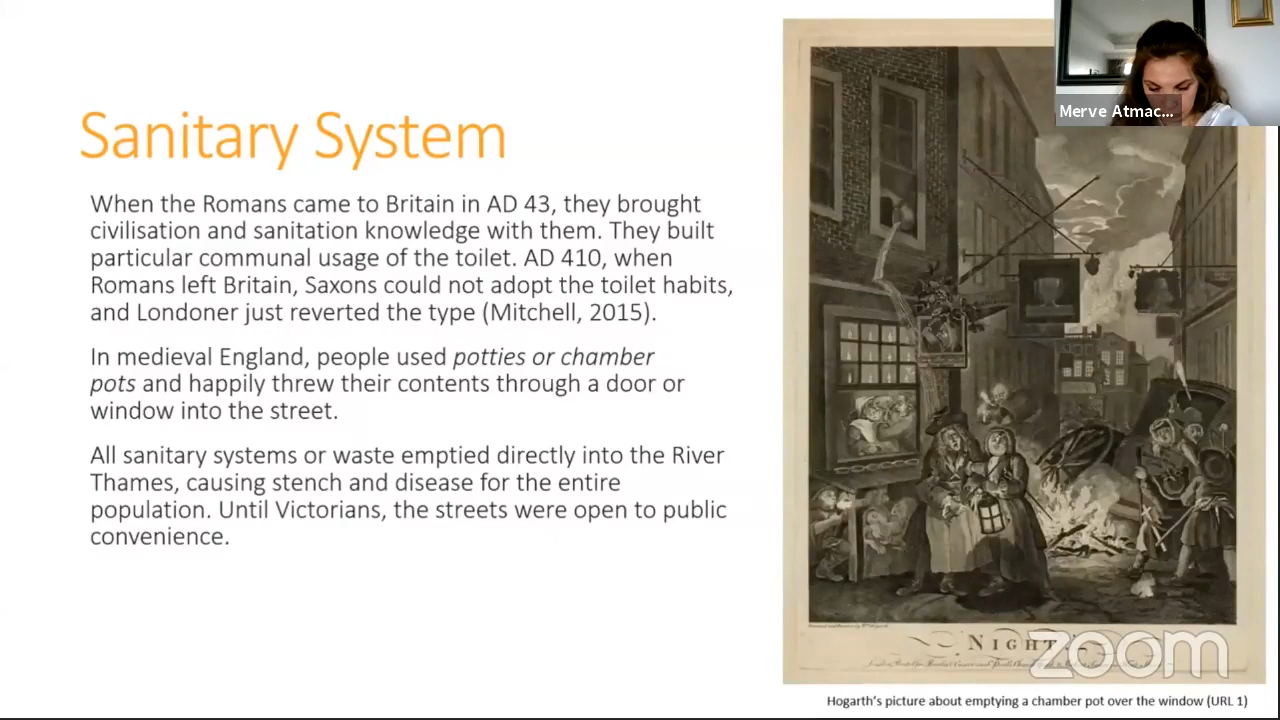 Merve Atmac...
Sanitary System
When the Romans came to Britain in AD 43, they brought
civilisation and sanitation knowledge with them. They built
particular communal usage of the toilet. AD 410, when
Romans left Britain, Saxons could not adopt the toilet habits,
and Londoner just reverted the type (Mitchell, 2015).
In medieval England, people used potties or chamber
pots and happily threw their contents through a door or
window into the street.
All sanitary systems or waste emptied directly into the River
Thames, causing stench and disease for the entire
population. Until Victorians, the streets were open to public
convenience.
NIGHT
zoom
Hogarth's picture about emptying a chamber pot over the window (URL 1)